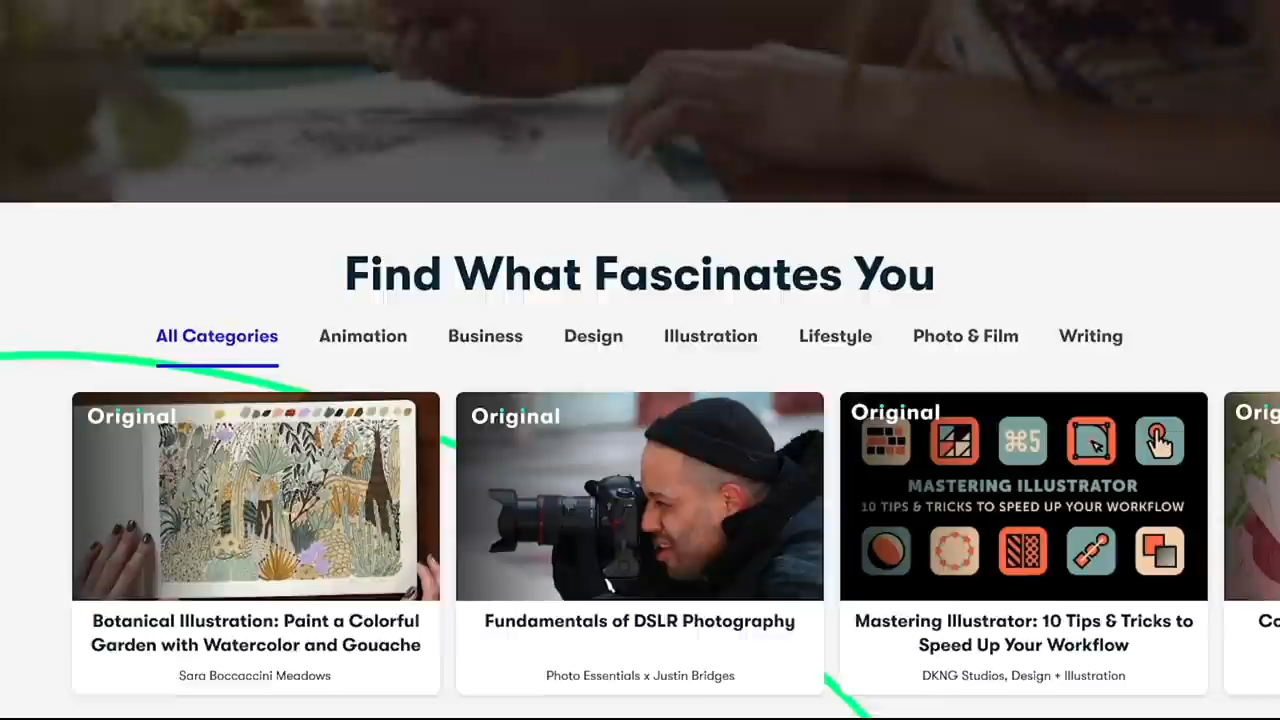 Find What Fascinates You
All Categories Animation Business Design Illustration Lifestyle Photo & Film Writing
Original
Original
Original
⌘5
MASTERING ILLUSTRATOR
10 TIPS & TRICKS TO SPEED UP YOUR WORKFLOW
Botanical Illustration: Paint a Colorful
Garden with Watercolor and Gouache
Sara Boccaccini Meadows
Fundamentals of DSLR Photography
Photo Essentials x Justin Bridges
Mastering Illustrator: 10 Tips & Tricks to
Speed Up Your Workflow
DKNG Studios, Design + Illustration